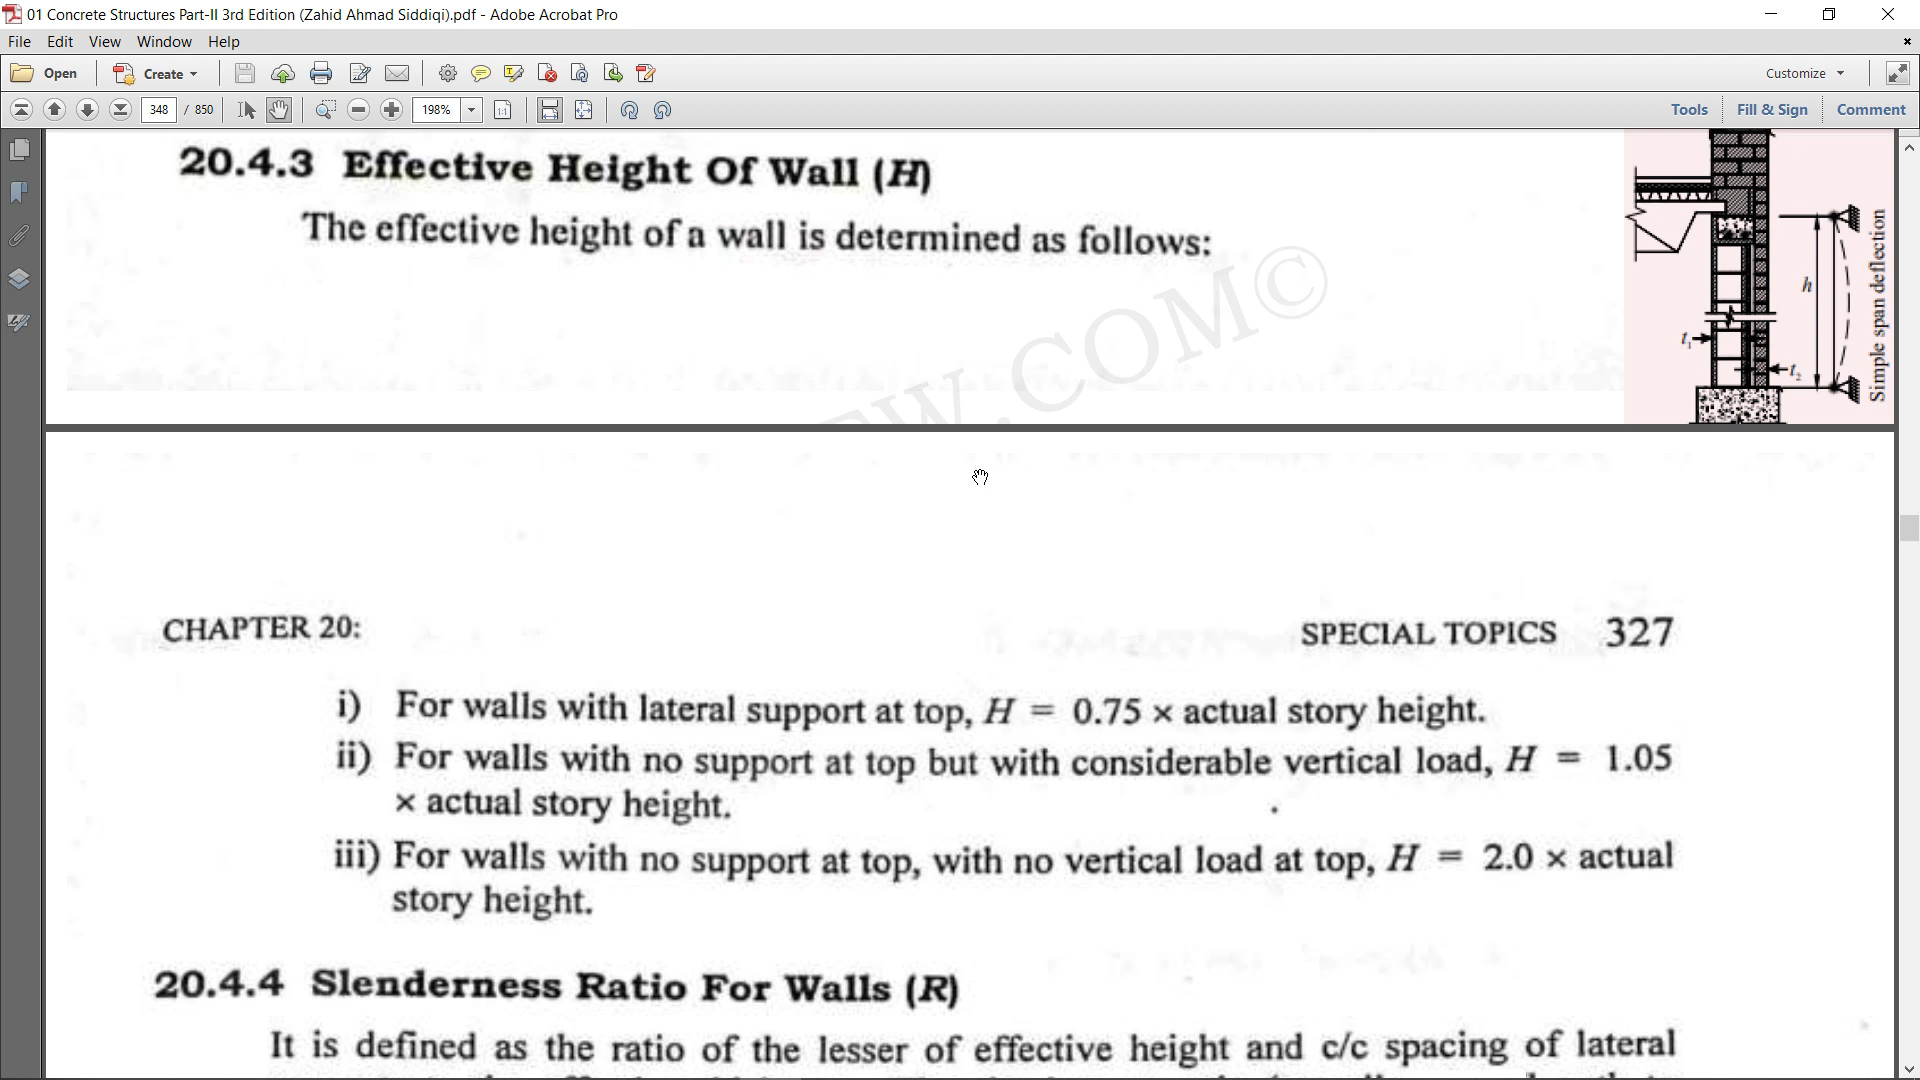 01 Concrete Structures Part-II 3rd Edition (Zahid Ahmad Siddiqi).pdf - Adobe Acrobat Pro
File Edit View Window Help
Open Create Customize
348 / 850 198% Tools Fill & Sign Comment
20.4.3 Effective Height Of Wall (H)
The effective height of a wall is determined as follows:
W.COM©
h
t₁
t₂
Simple span deflection
CHAPTER 20: SPECIAL TOPICS 327
i) For walls with lateral support at top, H = 0.75 × actual story height.
ii) For walls with no support at top but with considerable vertical load, H = 1.05
× actual story height.
iii) For walls with no support at top, with no vertical load at top, H = 2.0 × actual
story height.
20.4.4 Slenderness Ratio For Walls (R)
It is defined as the ratio of the lesser of effective height and c/c spacing of lateral